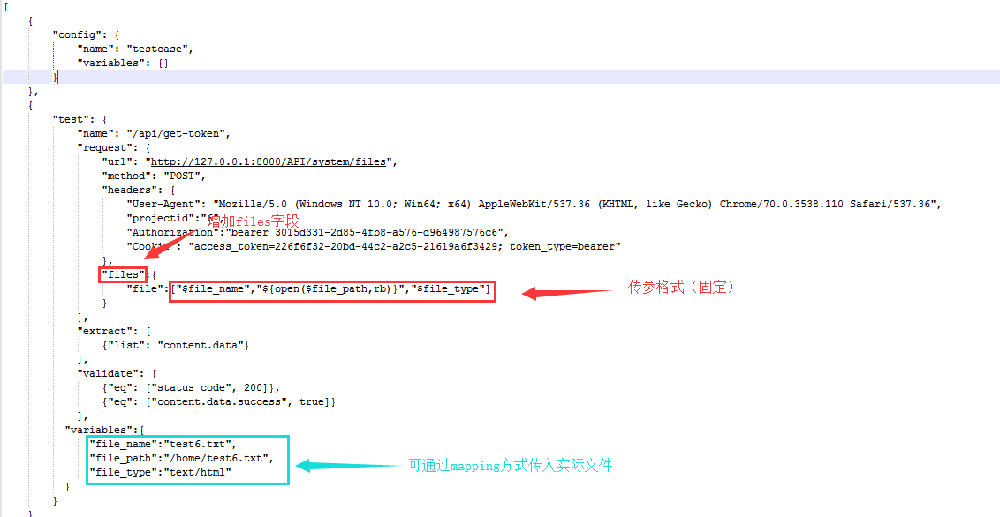 [
{
"config": {
"name": "testcase",
"variables": {}
}
},
{
"test": {
"name": "/api/get-token",
"request": {
"url": "http://127.0.0.1:8000/API/system/files",
"method": "POST",
"headers": {
"User-Agent": "Mozilla/5.0 (Windows NT 10.0; Win64; x64) AppleWebKit/537.36 (KHTML, like Gecko) Chrome/70.0.3538.110 Safari/537.36",
"projectid":"6",
增加files字段
"Authorization":"bearer 3015d331-2d85-4fb8-a576-d964987576c6",
"Cookie": "access_token=226f6f32-20bd-44c2-a2c5-21619a6f3429; token_type=bearer"
},
"files":{
"file":["$file_name","${open($file_path,rb)}","$file_type"]
传参格式（固定）
}
},
"extract": [
{"list": "content.data"}
],
"validate": [
{"eq": ["status_code", 200]},
{"eq": ["content.data.success", true]}
],
"variables":{
"file_name":"test6.txt",
"file_path":"/home/test6.txt",
可通过mapping方式传入实际文件
"file_type":"text/html"
}
}
}